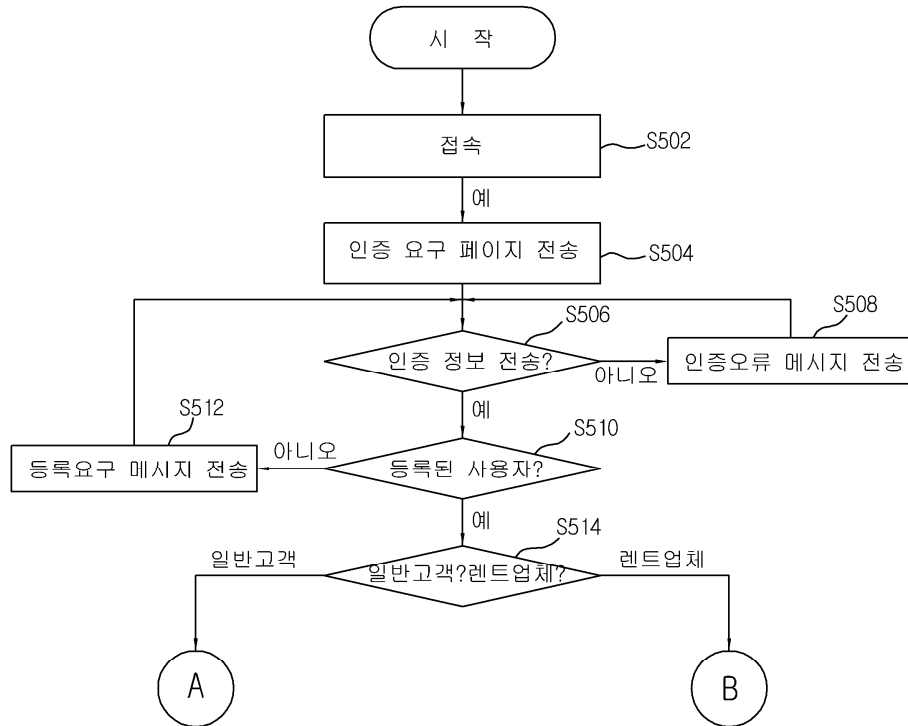 시 작
접속
S502
예
인증 요구 페이지 전송
S504
S506
S508
인증 정보 전송?
아니오
인증오류 메시지 전송
예
S512
S510
등록요구 메시지 전송
아니오
등록된 사용자?
예
S514
일반고객
일반고객?렌트업체?
렌트업체
A
B